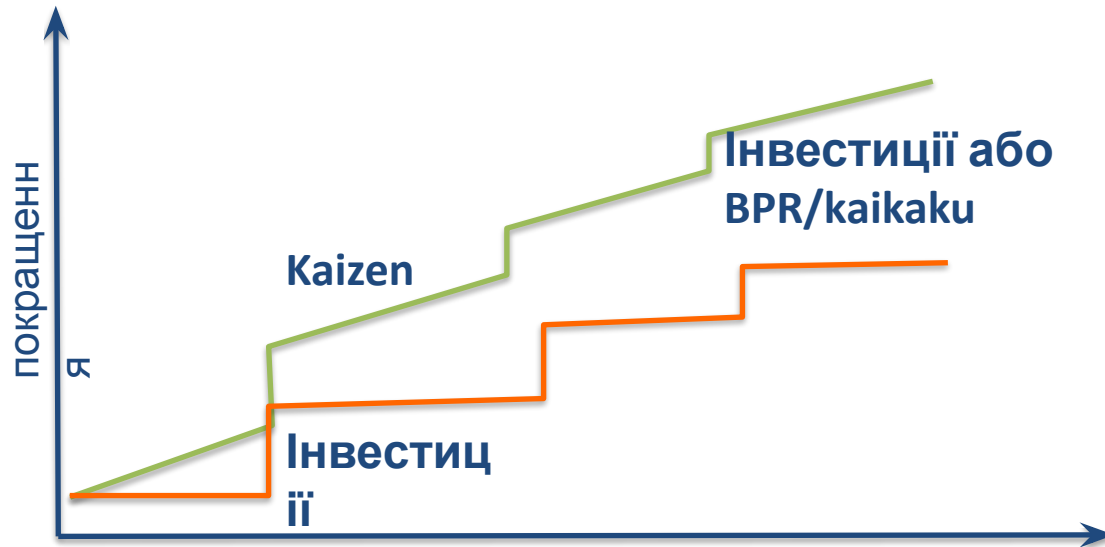 покращенн
я
Kaizen
Інвестиції або
BPR/kaikaku
Інвестиц
ії